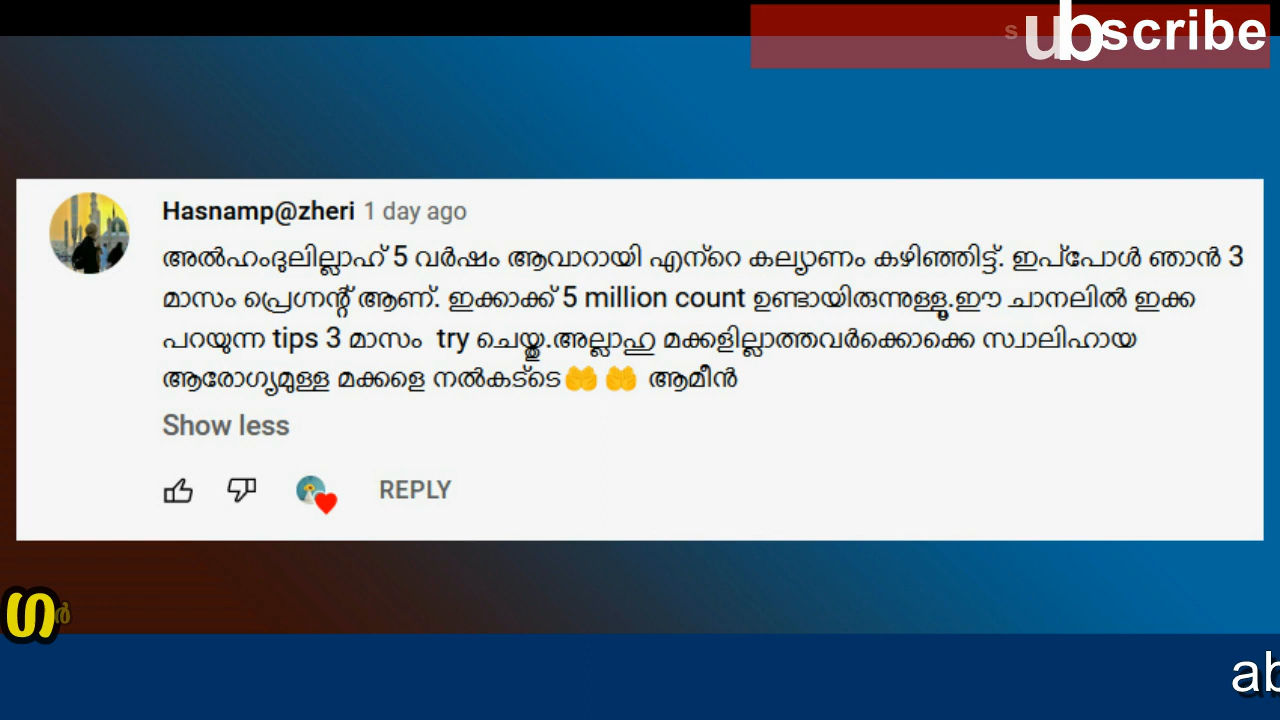 subscribe
Hasnamp@zheri 1 day ago
അൽഹംദുലില്ലാഹ് 5 വർഷം ആവാറായി എന്റെ കല്യാണം കഴിഞ്ഞിട്ട്. ഇപ്പോൾ ഞാൻ 3
മാസം പ്രെഗ്നന്റ് ആണ്. ഇക്കാക്ക് 5 million count ഉണ്ടായിരുന്നുള്ളൂ.ഈ ചാനലിൽ ഇക്ക
പറയുന്ന tips 3 മാസം try ചെയ്തു.അല്ലാഹു മക്കളില്ലാത്തവർക്കൊക്കെ സ്വാലിഹായ
ആരോഗ്യമുള്ള മക്കളെ നൽകട്ടെ🤲 🤲 ആമീൻ
Show less
REPLY
ഗർ
ab